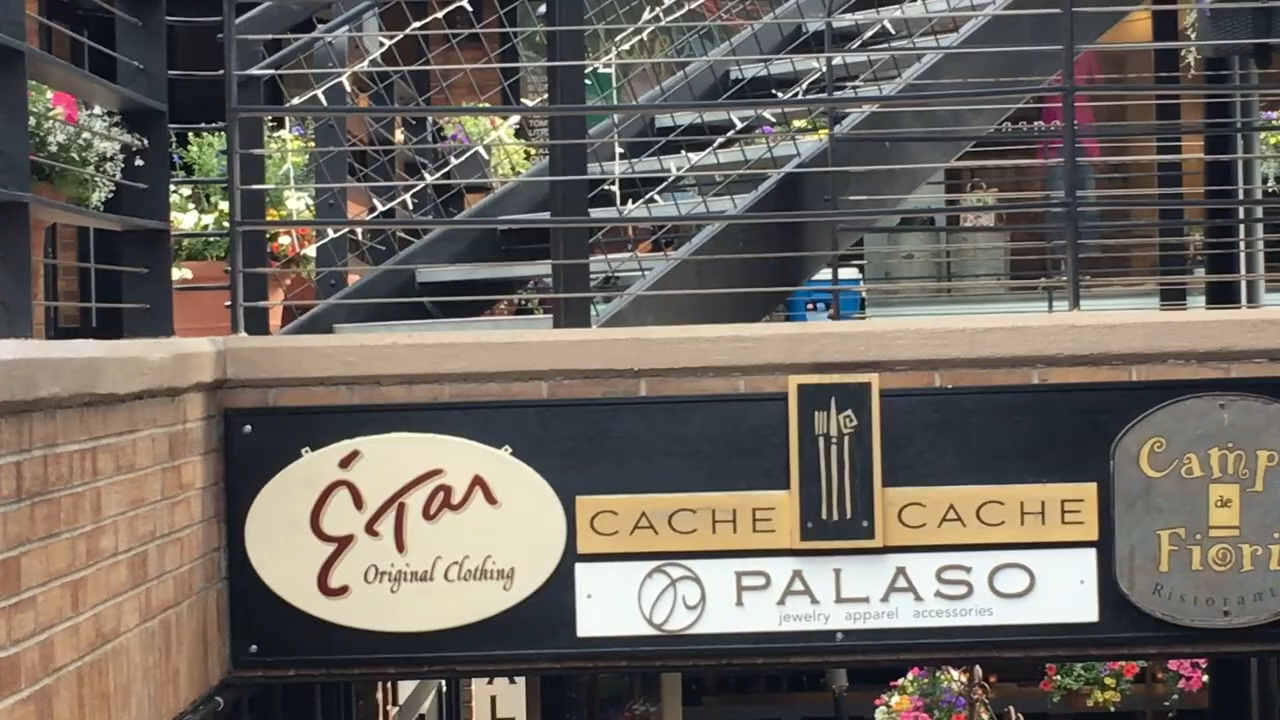 ÉTar
Original Clothing
CACHE CACHE
PALASO
jewelry apparel accessories
Camp
de
Fiori
Ristorant